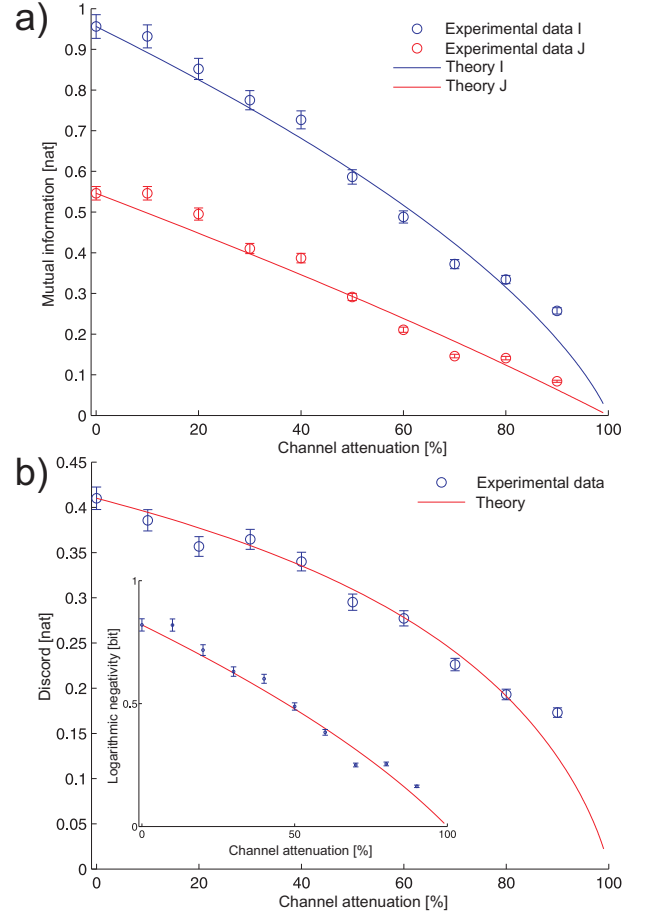 a)
Experimental data I
Experimental data J
Theory I
Theory J
1
0.9
0.8
0.7
0.6
0.5
0.4
0.3
0.2
0.1
0
Mutual information [nat]
0 20 40 60 80 100
Channel attenuation [%]
b)
Experimental data
Theory
0.45
0.4
0.35
0.3
0.25
0.2
0.15
0.1
0.05
0
Discord [nat]
1
0.5
0
Logarithmic negativity [bit]
0 50 100
Channel attenuation [%]
0 20 40 60 80 100
Channel attenuation [%]